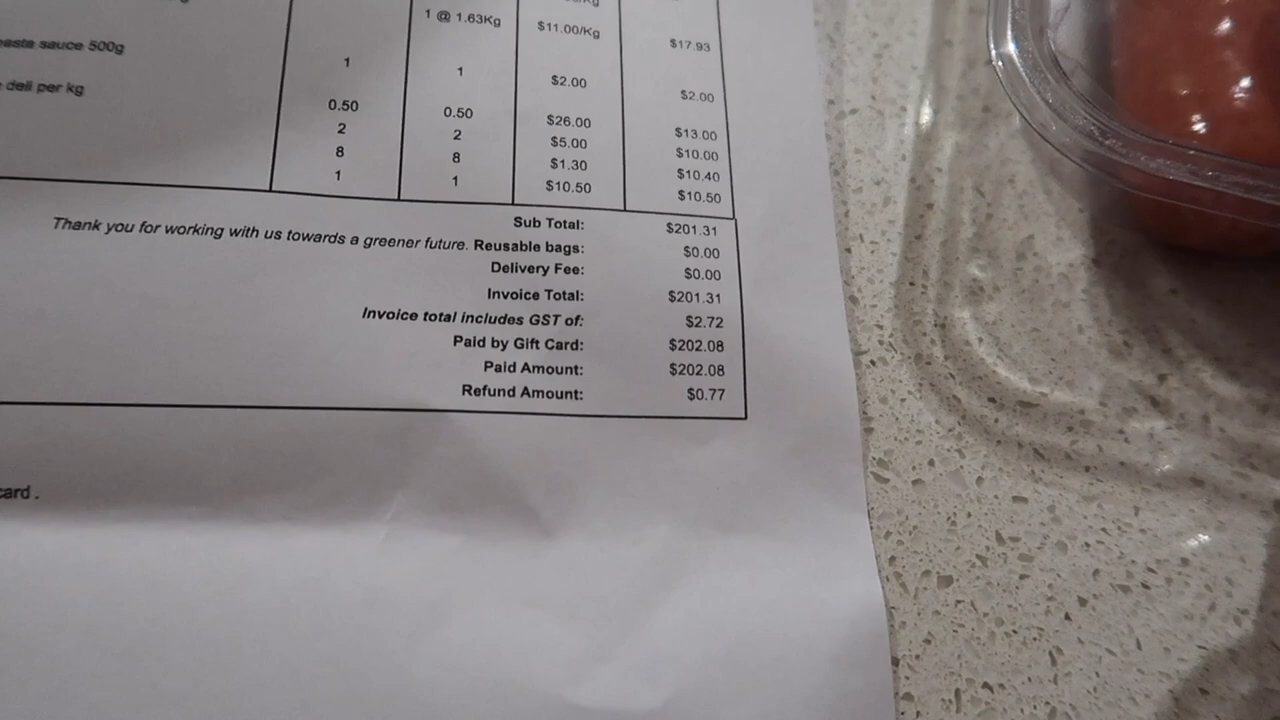 1 @ 1.63Kg $11.00/Kg $17.93
pasta sauce 500g 1 1 $2.00 $2.00
deli per kg 0.50 0.50 $26.00 $13.00
2 2 $5.00 $10.00
8 8 $1.30 $10.40
1 1 $10.50 $10.50
Sub Total: $201.31
Thank you for working with us towards a greener future. Reusable bags: $0.00
Delivery Fee: $0.00
Invoice Total: $201.31
Invoice total includes GST of: $2.72
Paid by Gift Card: $202.08
Paid Amount: $202.08
Refund Amount: $0.77
card .